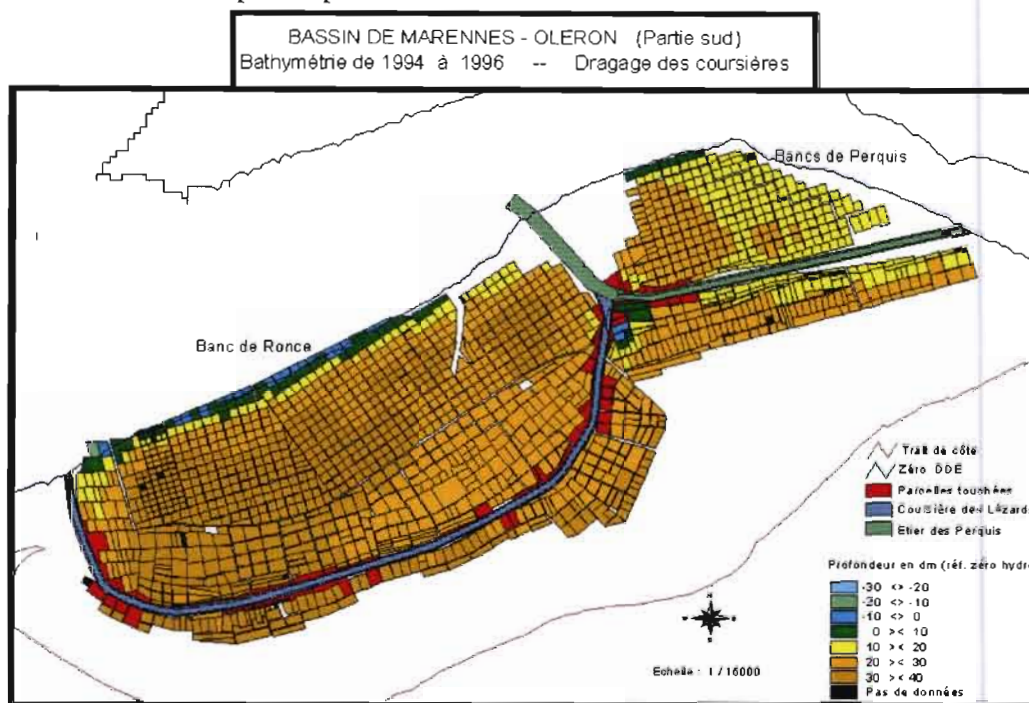 BASSIN DE MARENNES - OLERON (Partie sud)
Bathymétrie de 1994 à 1996 -- Dragage des coursières
Bancs de Perquis
Banc de Ronce
Trait de côte
Zéro DDE
Parcelles touchées
Coursière des Lézard
Etier des Perquis
Profondeur en dm (réf. zéro hydr
-30 <> -20
-20 <> -10
-10 <> 0
0 >< 10
10 >< 20
20 >< 30
30 >< 40
Pas de données
Echelle : 1 / 16000